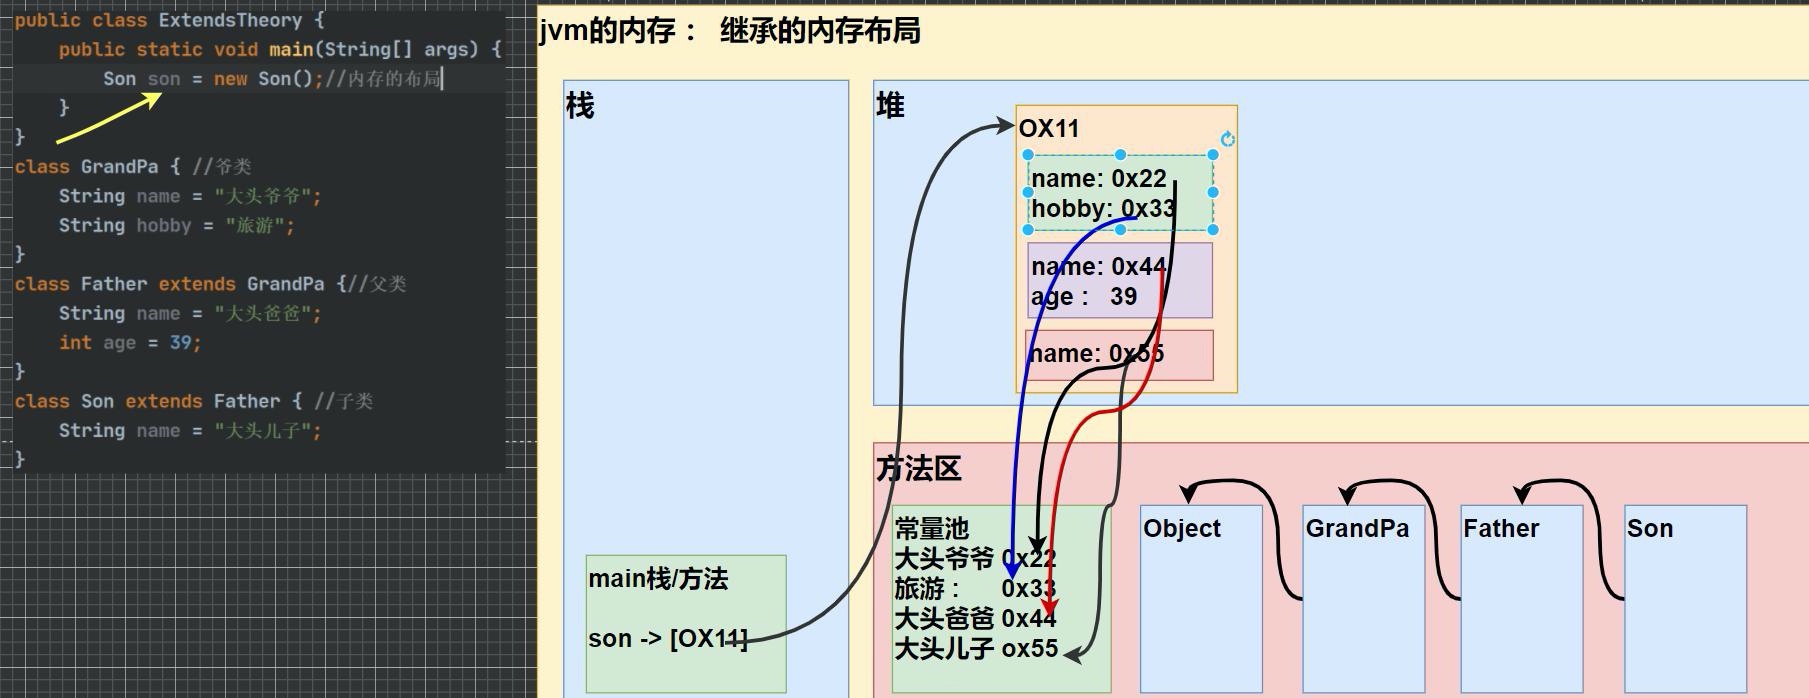 public class ExtendsTheory {
public static void main(String[] args) {
Son son = new Son();//内存的布局
}
}
class GrandPa { //爷类
String name = "大头爷爷";
String hobby = "旅游";
}
class Father extends GrandPa {//父类
String name = "大头爸爸";
int age = 39;
}
class Son extends Father { //子类
String name = "大头儿子";
}
jvm的内存： 继承的内存布局
栈
main栈/方法
son -> [OX11]
堆
OX11
name: 0x22
hobby: 0x33
name: 0x44
age： 39
name: 0x55
方法区
常量池
大头爷爷 0x22
旅游： 0x33
大头爸爸 0x44
大头儿子 ox55
Object
GrandPa
Father
Son